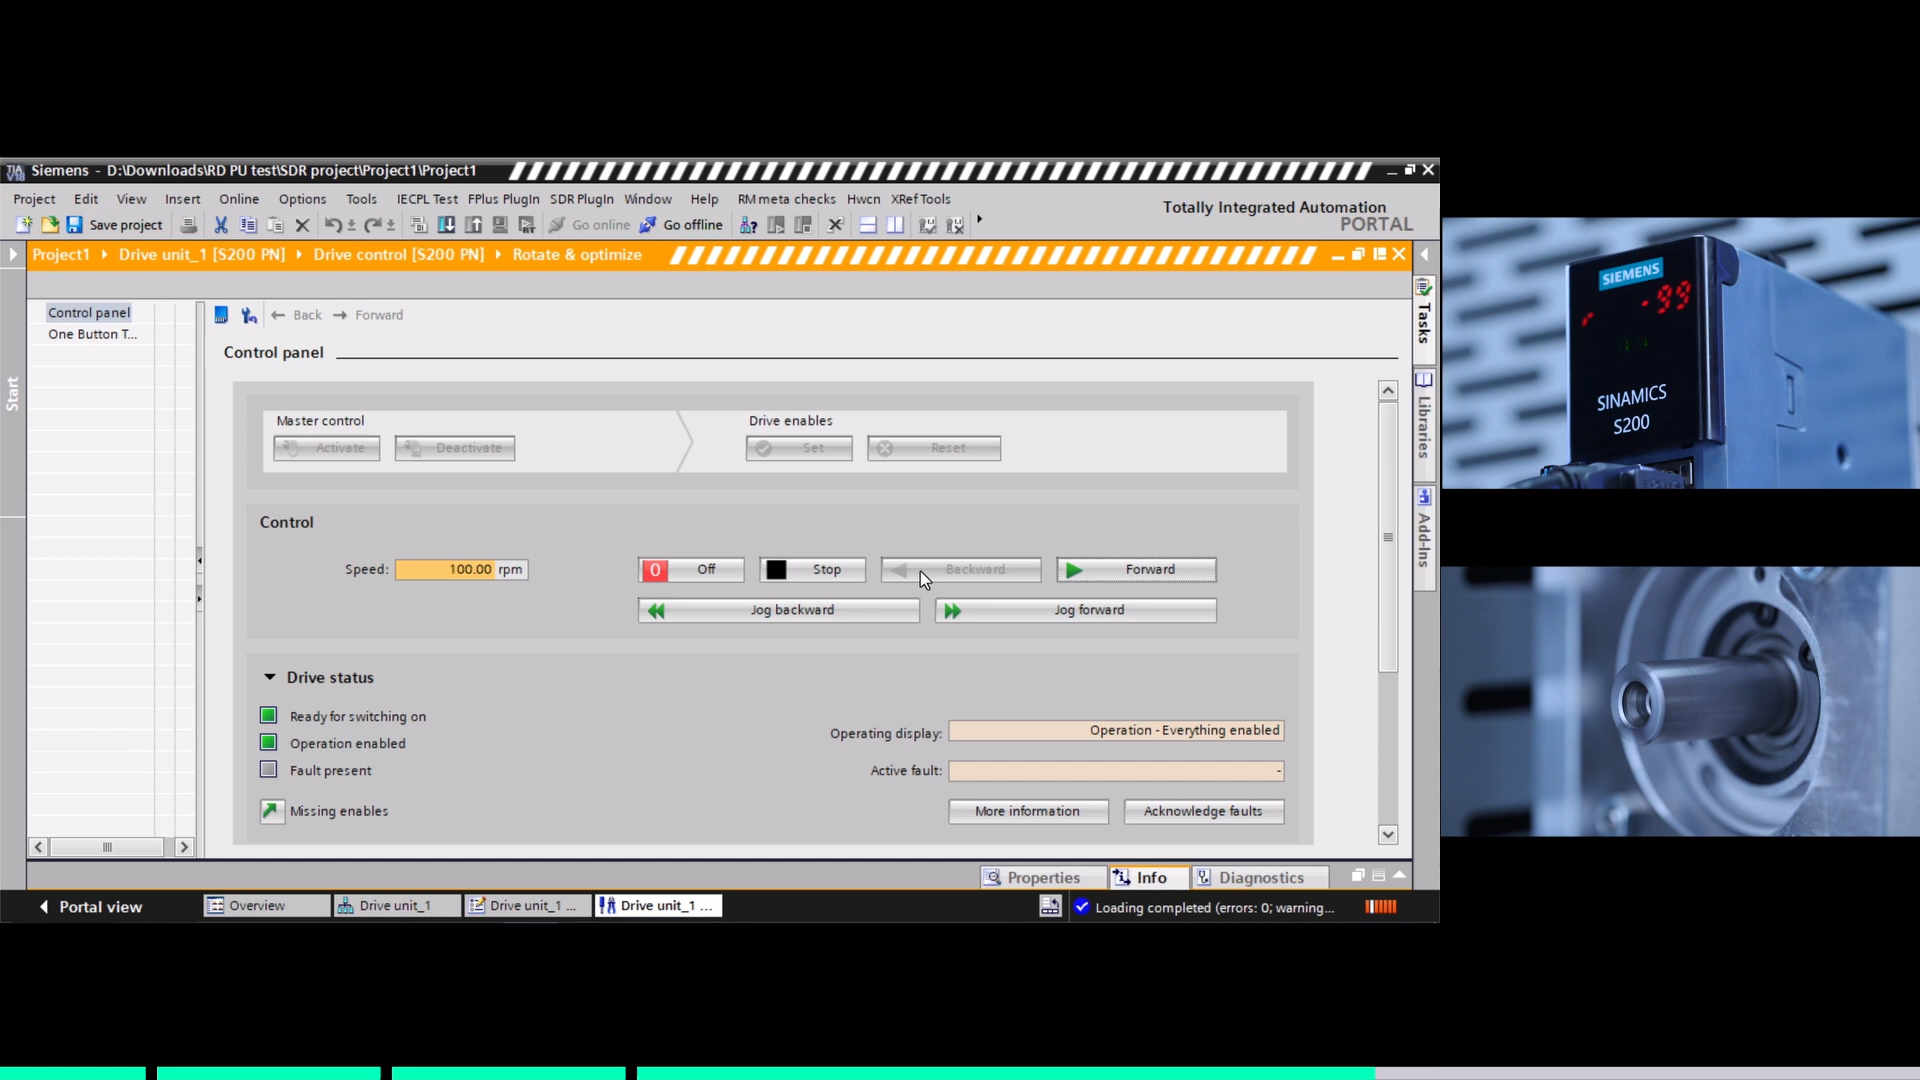 Siemens - D:\Downloads\RD PU test\SDR project\Project1\Project1
Project Edit View Insert Online Options Tools IECPL Test FPlus PlugIn SDR PlugIn Window Help RM meta checks Hwcn XRef Tools
Totally Integrated Automation
PORTAL
Save project Go online Go offline
Project1 Drive unit_1 [S200 PN] Drive control [S200 PN] Rotate & optimize
Start
Control panel
One Button T...
Back Forward
Control panel
Master control
Activate Deactivate
Drive enables
Set Reset
Control
Speed: 100.00 rpm
0 Off Stop Backward Forward
Jog backward Jog forward
Drive status
Ready for switching on
Operation enabled
Fault present
Missing enables
Operating display: Operation - Everything enabled
Active fault: -
More information Acknowledge faults
Tasks
Libraries
Add-Ins
Properties Info Diagnostics
Portal view Overview Drive unit_1 Drive unit_1 ... Drive unit_1 ... Loading completed (errors: 0; warning...
SIEMENS
r -99
SINAMICS
S200